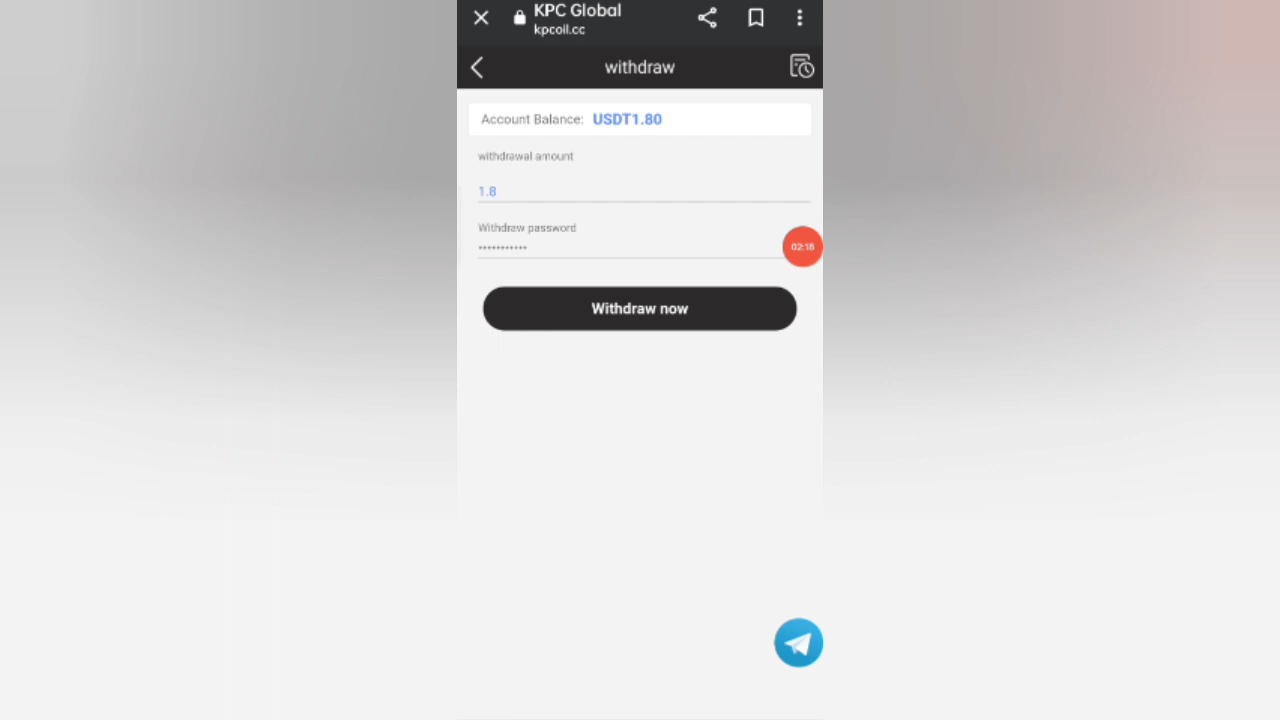 KPC Global
kpcoil.cc
withdraw
Account Balance: USDT1.80
withdrawal amount
1.8
Withdraw password
•••••••••••
02:18
Withdraw now